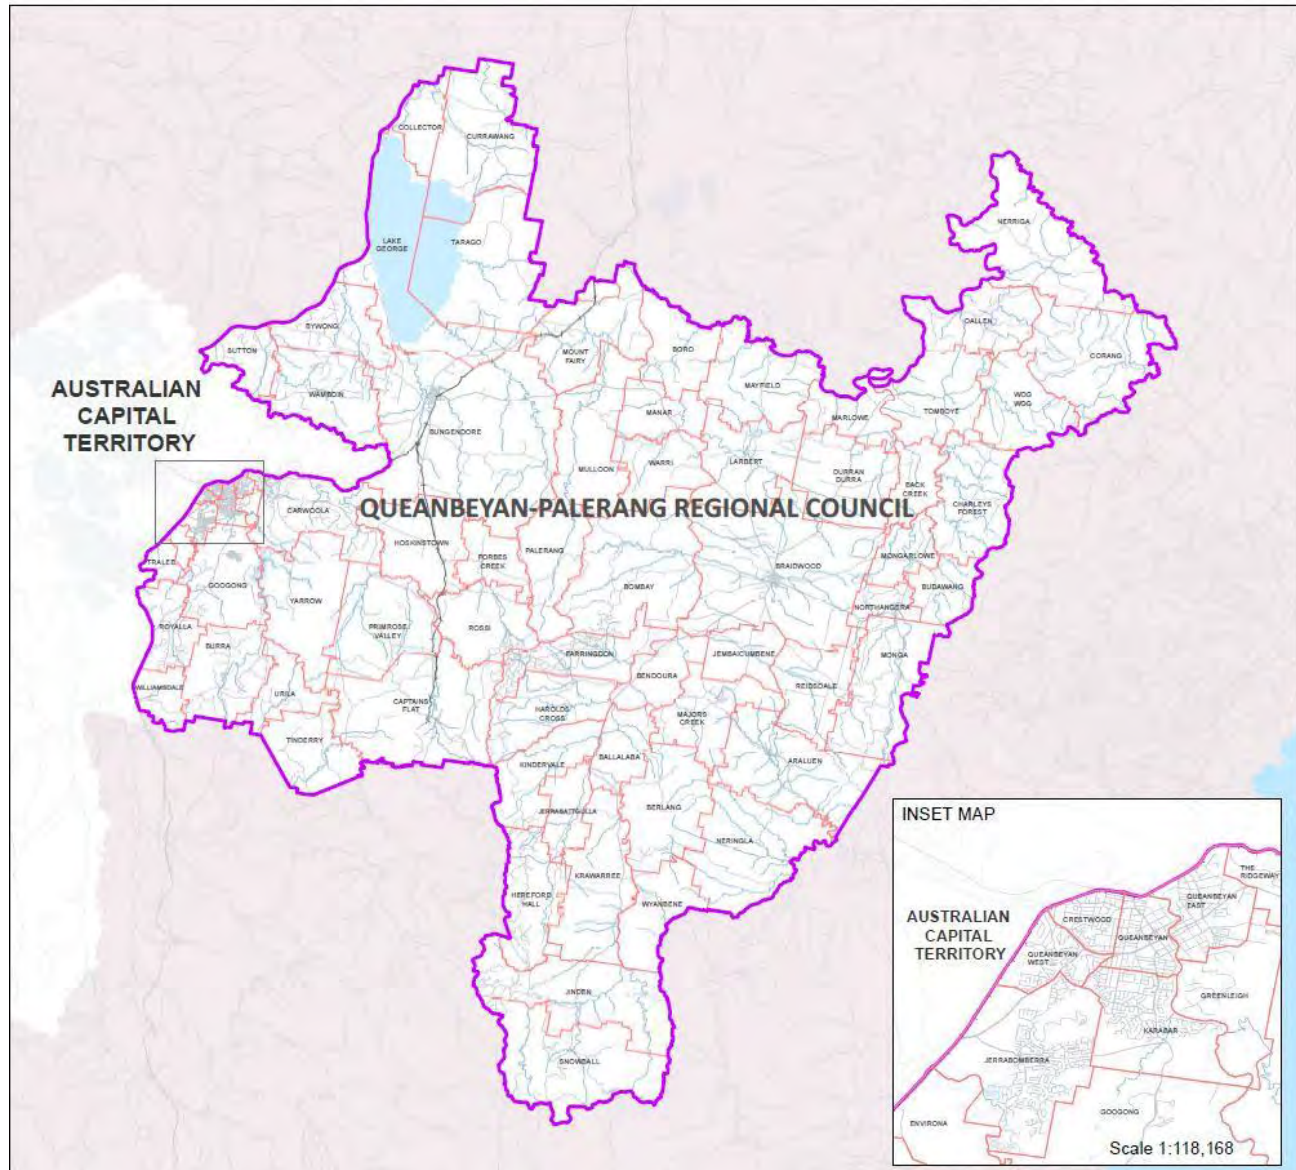 COLLECTOR
CURRAWANG
NERRIGA
LAKE
GEORGE
TARAGO
BYWONG
OALLEN
SUTTON
MOUNT
FAIRY
BORO
CORANG
AUSTRALIAN
CAPITAL
TERRITORY
WAMBOIN
MAYFIELD
WOG
WOG
MANAR
MARLOWE
TOMBOYE
BUNGENDORE
MULLOON
WARRI
LARBERT
DURRAN
DURRA
BACK
CREEK
CHARLEYS
FOREST
CARWOOLA
QUEANBEYAN-PALERANG REGIONAL COUNCIL
HOSKINSTOWN
FORBES
CREEK
PALERANG
MONGARLOWE
TRALEE
GOOGONG
BOMBAY
BRAIDWOOD
BUDAWANG
YARROW
NORTHANGERA
ROYALLA
PRIMROSE
VALLEY
ROSSI
BURRA
FARRINGDON
JEMBAICUMBENE
MONGA
BENDOURA
WILLIAMSDALE
URILA
REIDSDALE
CAPTAINS
FLAT
HAROLDS
CROSS
MAJORS
CREEK
TINDERRY
BALLALABA
KINDERVALE
ARALUEN
JERRABATTGULLA
BERLANG
NERINGLA
KRAWARREE
HEREFORD
HALL
WYANBENE
JINDEN
SNOWBALL
INSET MAP
THE
RIDGEWAY
QUEANBEYAN
EAST
AUSTRALIAN
CAPITAL
TERRITORY
CRESTWOOD
QUEANBEYAN
QUEANBEYAN
WEST
GREENLEIGH
KARABAR
JERRABOMBERRA
ENVIRONA
GOOGONG
Scale 1:118,168